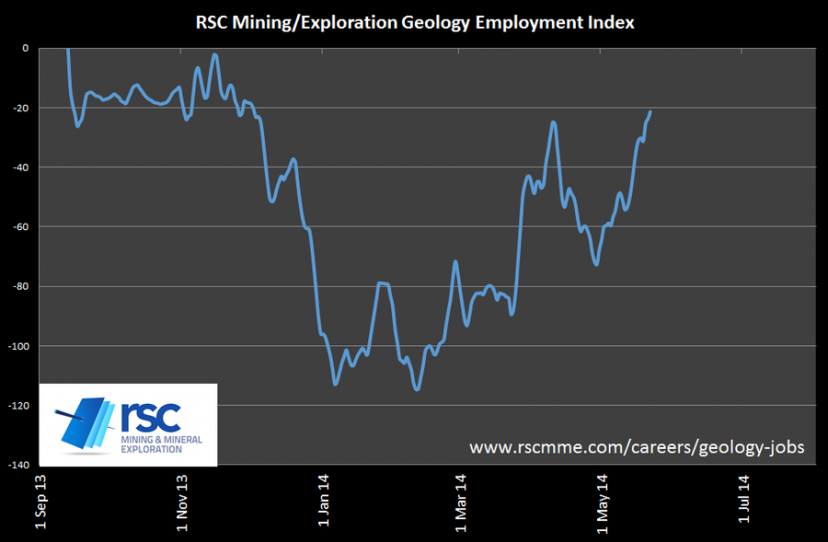 RSC Mining/Exploration Geology Employment Index
0
-20
-40
-60
-80
-100
-120
-140
rsc
MINING & MINERAL
EXPLORATION
www.rscmme.com/careers/geology-jobs
1 Sep 13
1 Nov 13
1 Jan 14
1 Mar 14
1 May 14
1 Jul 14